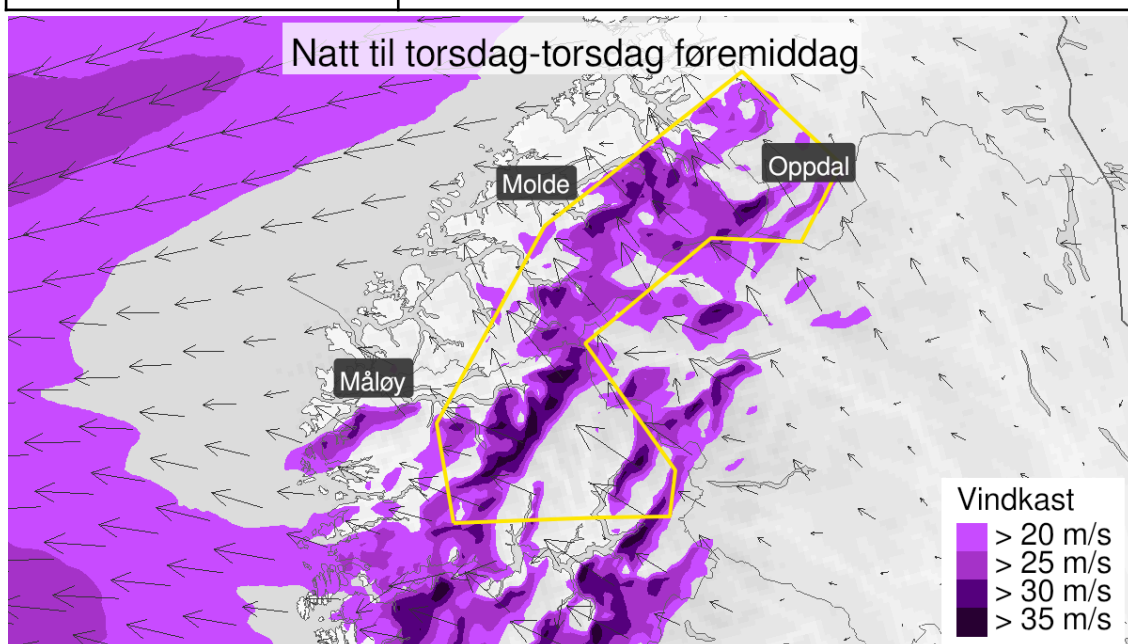 Natt til torsdag-torsdag føremiddag
Oppdal
Molde
Måløy
Vindkast
> 20 m/s
> 25 m/s
> 30 m/s
> 35 m/s